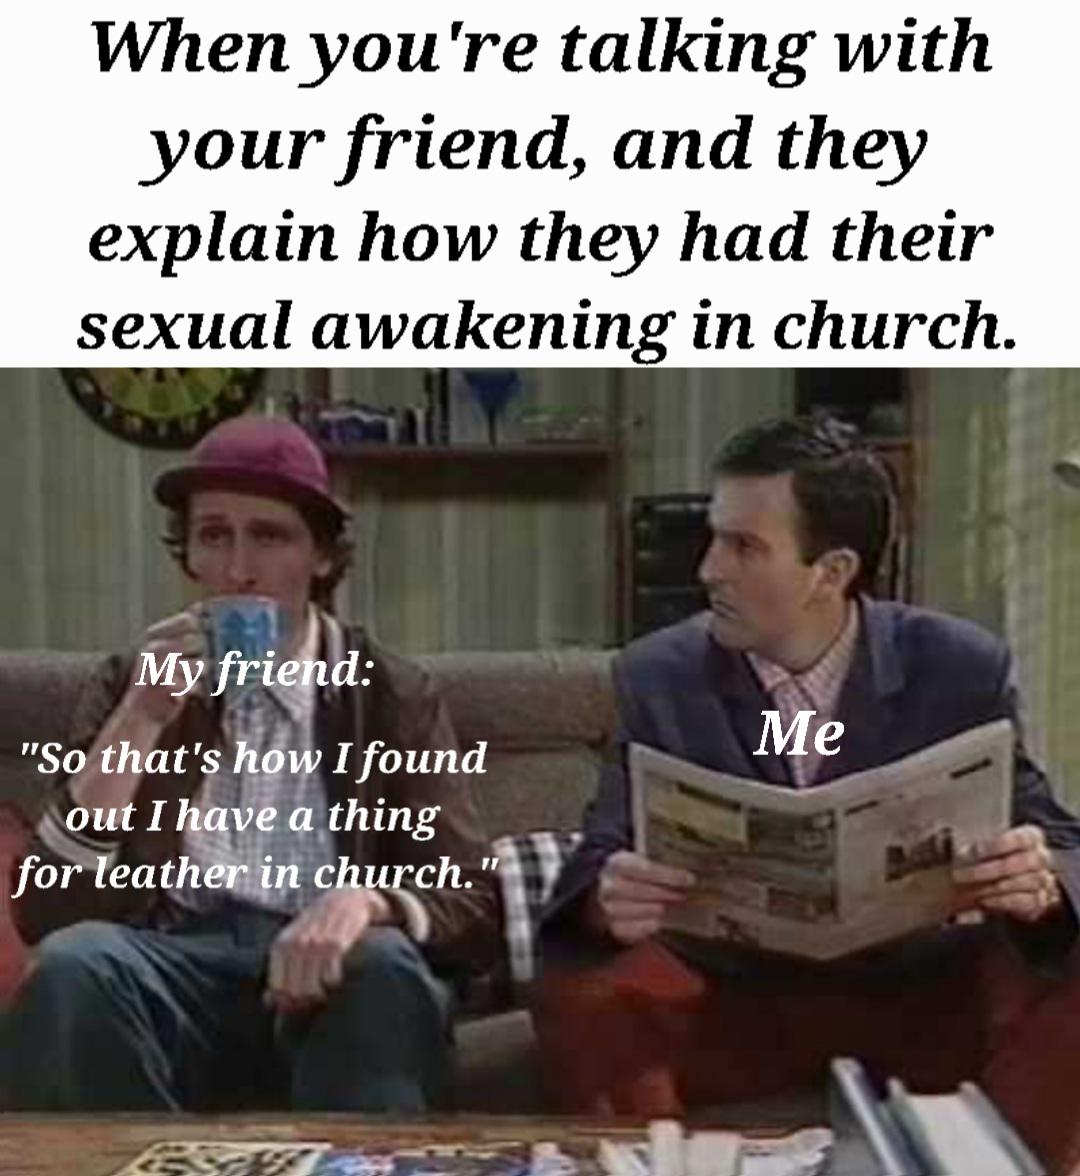 When you're talking with
your friend, and they
explain how they had their
sexual awakening in church.
My friend:
"So that's how I found
out I have a thing
for leather in church."
Me